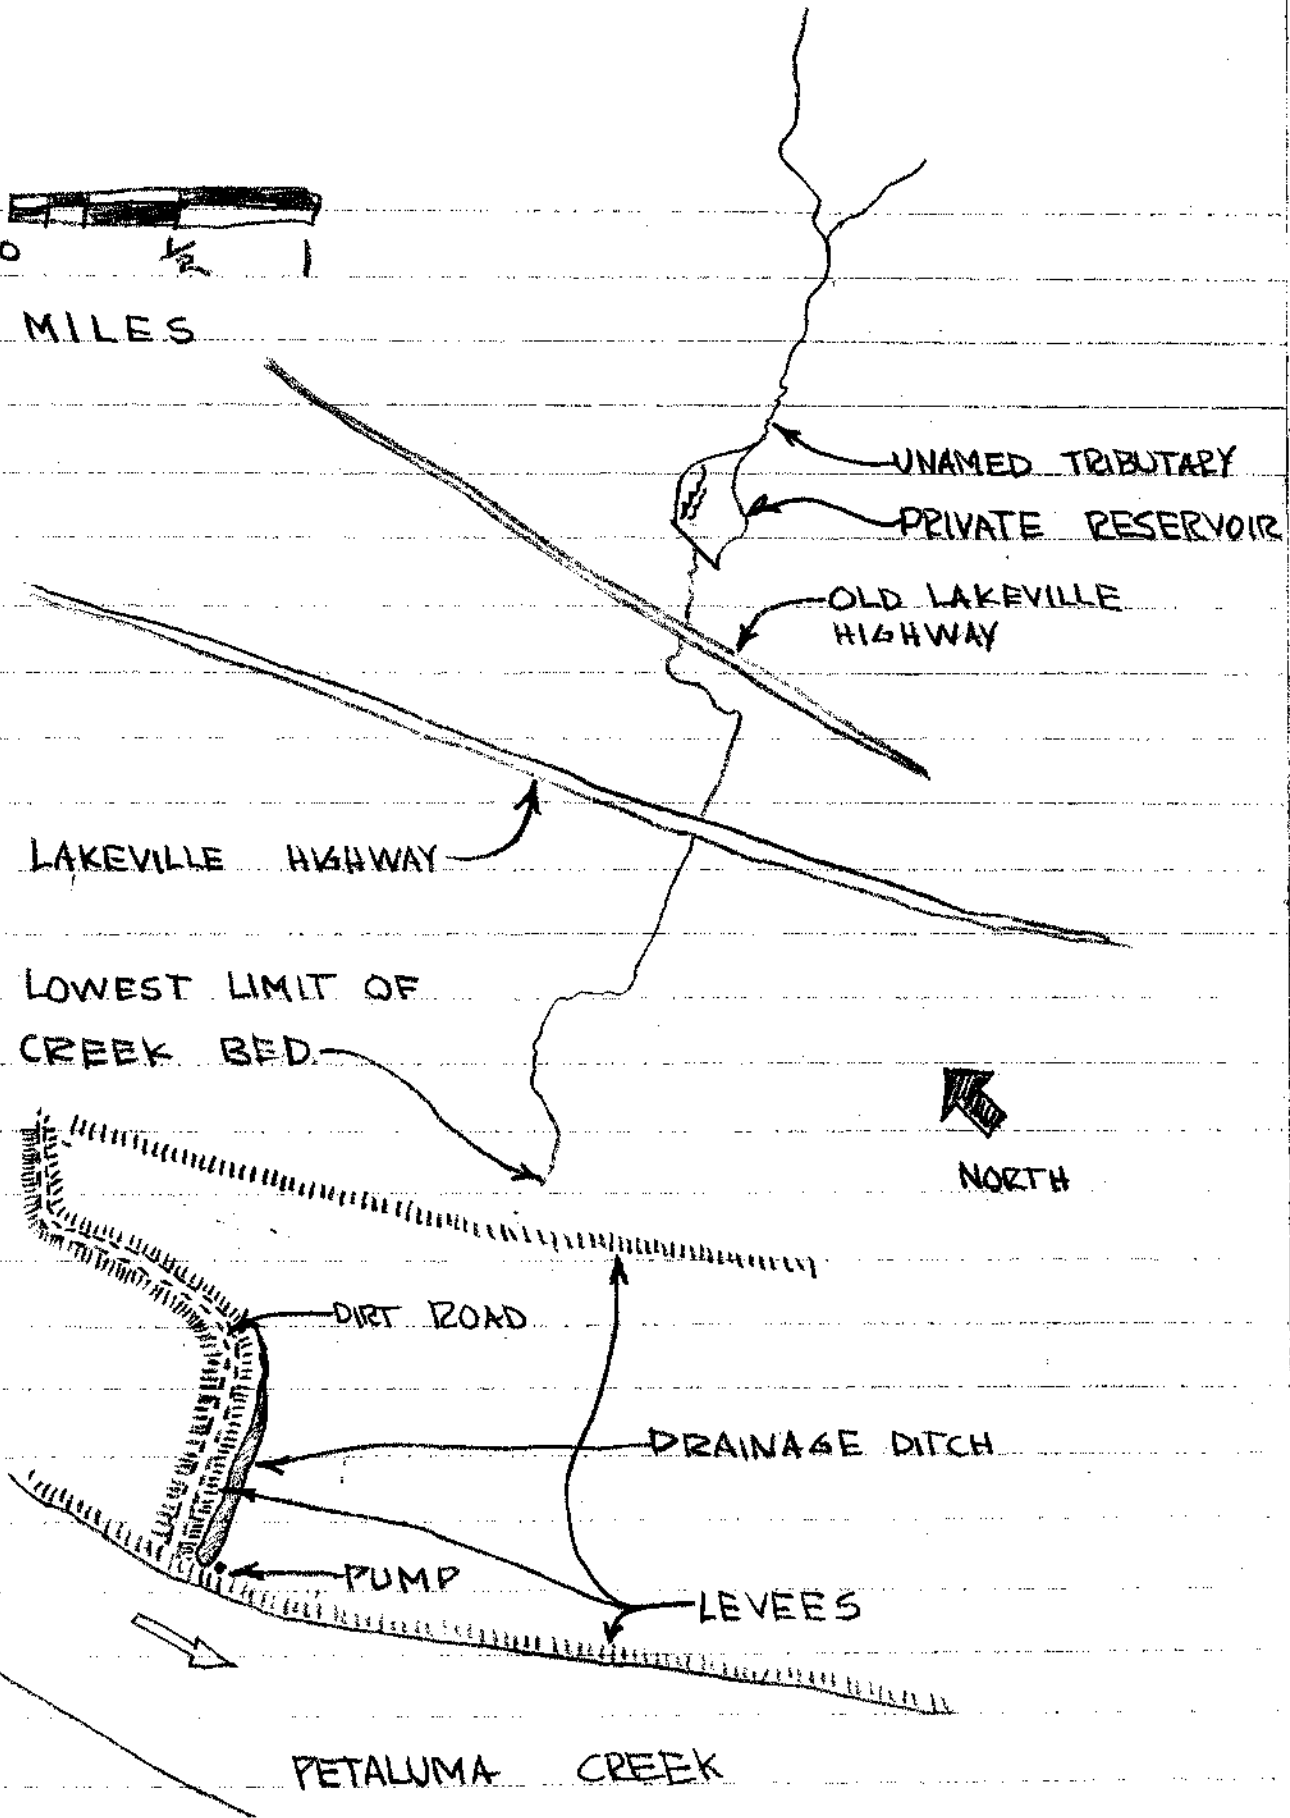 0 ½ 1
MILES
UNAMED TRIBUTARY
PRIVATE RESERVOIR
OLD LAKEVILLE
HIGHWAY
LAKEVILLE HIGHWAY
LOWEST LIMIT OF
CREEK BED
NORTH
DIRT ROAD
DRAINAGE DITCH
PUMP
LEVEES
PETALUMA CREEK